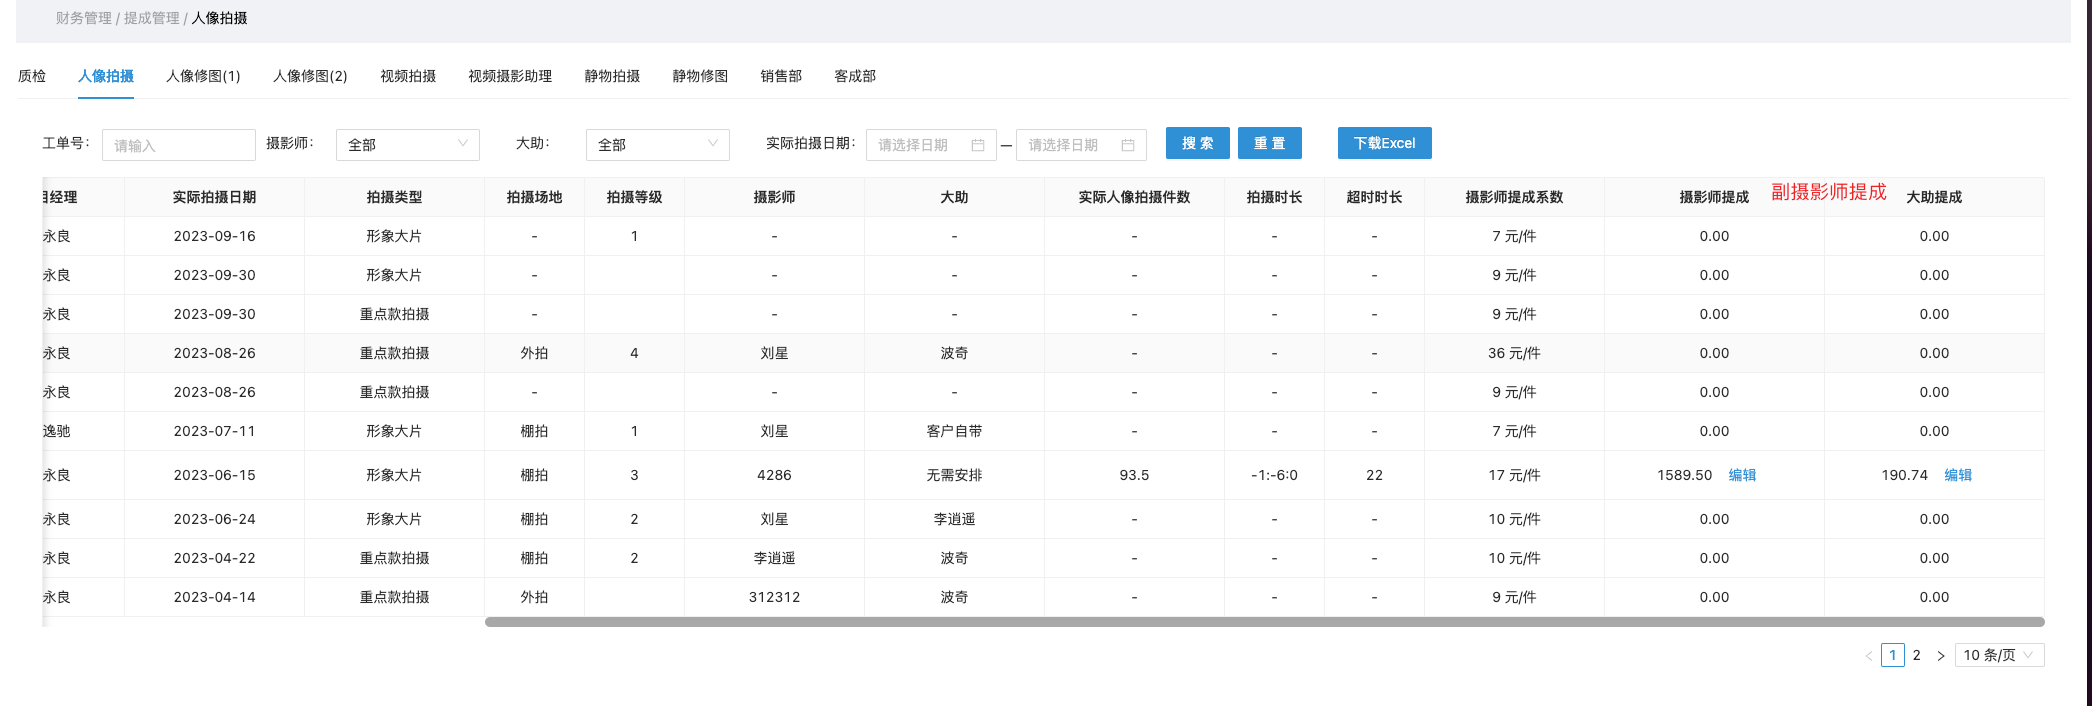 财务管理 / 提成管理 / 人像拍摄
质检 人像拍摄 人像修图(1) 人像修图(2) 视频拍摄 视频摄影助理 静物拍摄 静物修图 销售部 客成部
工单号: 请输入 摄影师: 全部 大助: 全部 实际拍摄日期: 请选择日期 — 请选择日期 搜 索 重 置 下载Excel
目经理 实际拍摄日期 拍摄类型 拍摄场地 拍摄等级 摄影师 大助 实际人像拍摄件数 拍摄时长 超时时长 摄影师提成系数 摄影师提成 副摄影师提成 大助提成
永良 2023-09-16 形象大片 - 1 - - - - - 7 元/件 0.00 0.00
永良 2023-09-30 形象大片 - - - - - - 9 元/件 0.00 0.00
永良 2023-09-30 重点款拍摄 - - - - - - 9 元/件 0.00 0.00
永良 2023-08-26 重点款拍摄 外拍 4 刘星 波奇 - - - 36 元/件 0.00 0.00
永良 2023-08-26 重点款拍摄 - - - - - - 9 元/件 0.00 0.00
逸驰 2023-07-11 形象大片 棚拍 1 刘星 客户自带 - - - 7 元/件 0.00 0.00
永良 2023-06-15 形象大片 棚拍 3 4286 无需安排 93.5 -1:-6:0 22 17 元/件 1589.50 编辑 190.74 编辑
永良 2023-06-24 形象大片 棚拍 2 刘星 李逍遥 - - - 10 元/件 0.00 0.00
永良 2023-04-22 重点款拍摄 棚拍 2 李逍遥 波奇 - - - 10 元/件 0.00 0.00
永良 2023-04-14 重点款拍摄 外拍 312312 波奇 - - - 9 元/件 0.00 0.00
< 1 2 > 10 条/页